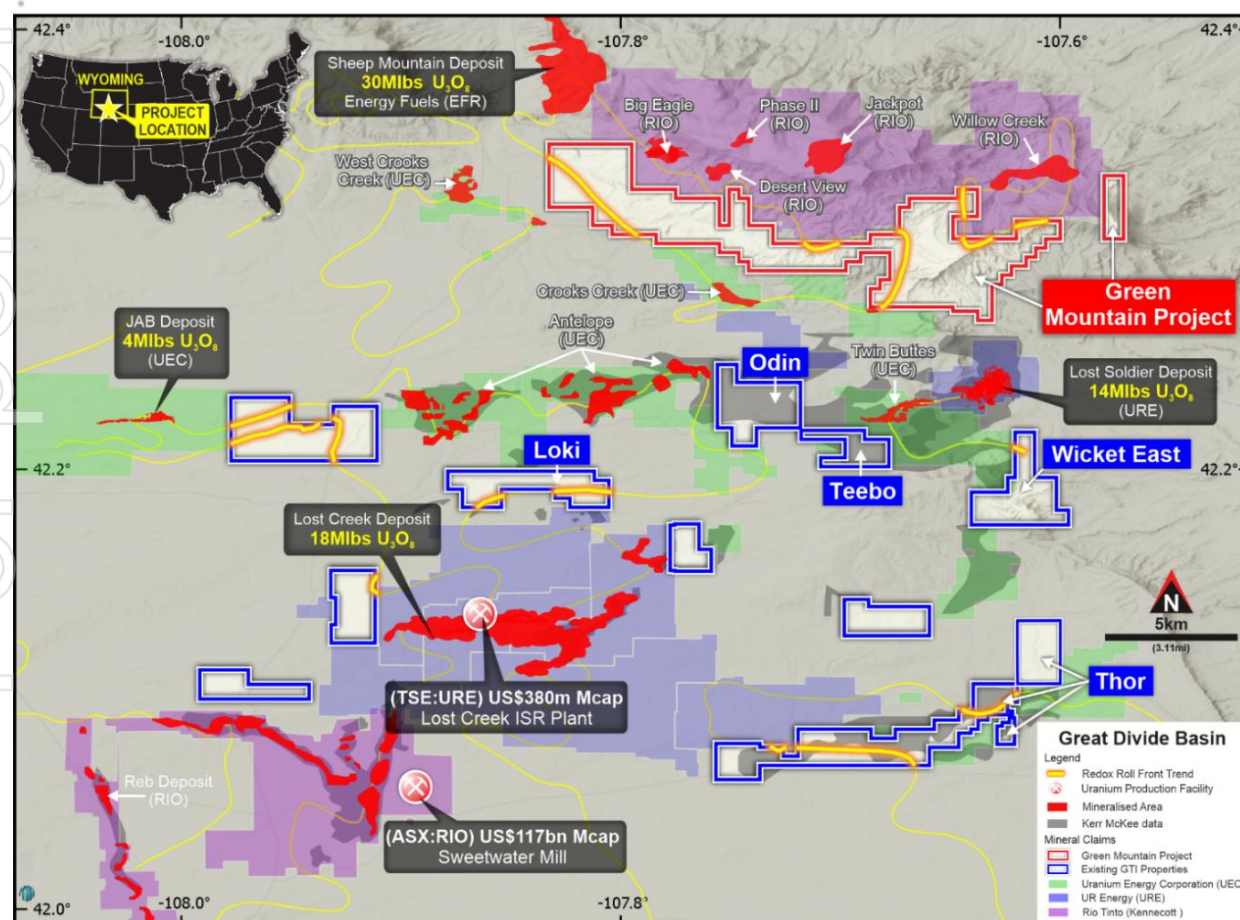 42.4°
-108.0°
-107.8°
-107.6°
42.4°
WYOMING
PROJECT
LOCATION
Sheep Mountain Deposit
30Mlbs U₃O₈
Energy Fuels (EFR)
Big Eagle
(RIO)
Phase II
(RIO)
Jackpot
(RIO)
Willow Creek
(RIO)
West Crooks
Creek (UEC)
Desert View
(RIO)
Crooks Creek (UEC)
Green
Mountain Project
JAB Deposit
4Mlbs U₃O₈
(UEC)
Antelope
(UEC)
Odin
Twin Buttes
(UEC)
Lost Soldier Deposit
14Mlbs U₃O₈
(URE)
42.2°
Loki
Teebo
Wicket East
42.2°
Lost Creek Deposit
18Mlbs U₃O₈
N
5km
(3.11mi)
(TSE:URE) US$380m Mcap
Lost Creek ISR Plant
Thor
Reb Deposit
(RIO)
(ASX:RIO) US$117bn Mcap
Sweetwater Mill
Great Divide Basin
Legend
Redox Roll Front Trend
Uranium Production Facility
Mineralised Area
Kerr McKee data
Mineral Claims
Green Mountain Project
Existing GTI Properties
Uranium Energy Corporation (UEC)
UR Energy (URE)
Rio Tinto (Kennecott )
42.0°
-108.0°
-107.8°